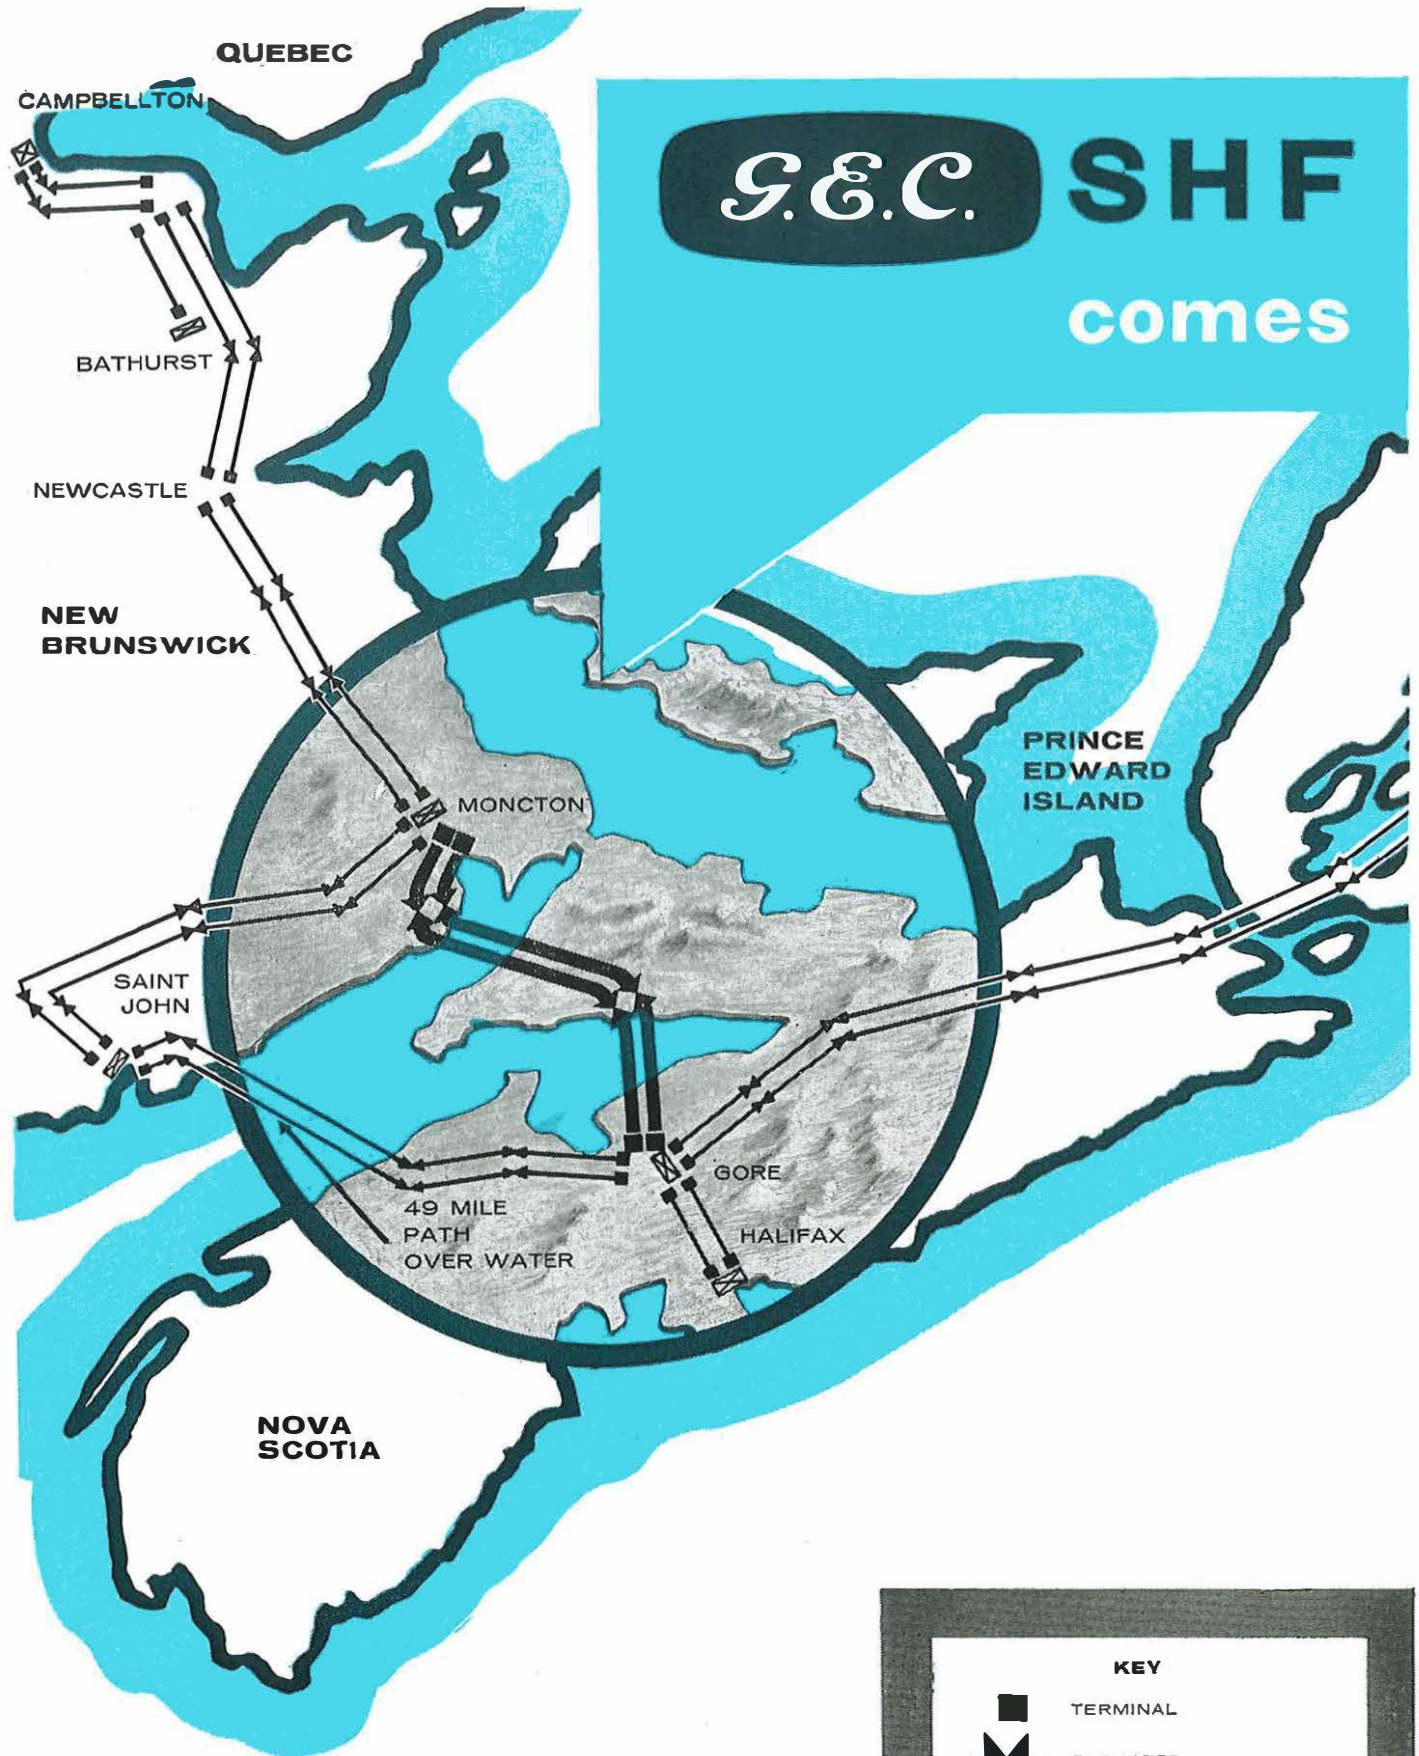 QUEBEC
CAMPBELLTON
G.E.C. SHF
comes
BATHURST
NEWCASTLE
NEW
BRUNSWICK
MONCTON
PRINCE
EDWARD
ISLAND
SAINT
JOHN
GORE
49 MILE
PATH
OVER WATER
HALIFAX
NOVA
SCOTIA
KEY
TERMINAL